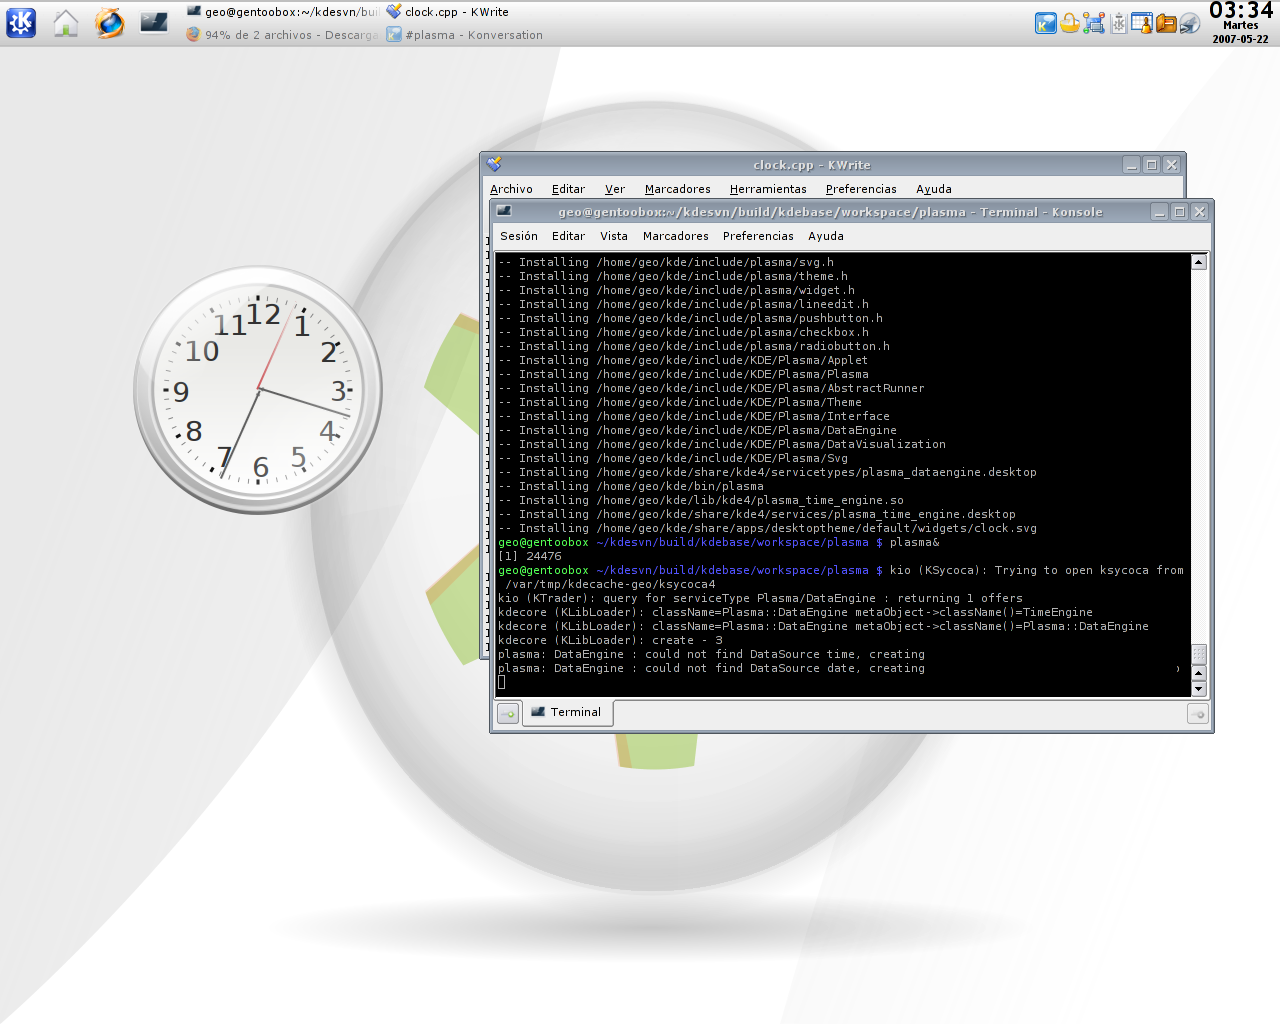 geo@gentoobox:~/kdesvn/bui
clock.cpp - KWrite
94% de 2 archivos - Descarga
#plasma - Konversation
03:34
Martes
2007-05-22
clock.cpp - KWrite
Archivo Editar Ver Marcadores Herramientas Preferencias Ayuda
geo@gentoobox:~/kdesvn/build/kdebase/workspace/plasma - Terminal - Konsole
Sesión Editar Vista Marcadores Preferencias Ayuda
-- Installing /home/geo/kde/include/plasma/svg.h
-- Installing /home/geo/kde/include/plasma/theme.h
-- Installing /home/geo/kde/include/plasma/widget.h
-- Installing /home/geo/kde/include/plasma/lineedit.h
-- Installing /home/geo/kde/include/plasma/pushbutton.h
-- Installing /home/geo/kde/include/plasma/checkbox.h
-- Installing /home/geo/kde/include/plasma/radiobutton.h
-- Installing /home/geo/kde/include/KDE/Plasma/Applet
-- Installing /home/geo/kde/include/KDE/Plasma/Plasma
-- Installing /home/geo/kde/include/KDE/Plasma/AbstractRunner
-- Installing /home/geo/kde/include/KDE/Plasma/Theme
-- Installing /home/geo/kde/include/KDE/Plasma/Interface
-- Installing /home/geo/kde/include/KDE/Plasma/DataEngine
-- Installing /home/geo/kde/include/KDE/Plasma/DataVisualization
-- Installing /home/geo/kde/include/KDE/Plasma/Svg
-- Installing /home/geo/kde/share/kde4/servicetypes/plasma_dataengine.desktop
-- Installing /home/geo/kde/bin/plasma
-- Installing /home/geo/kde/lib/kde4/plasma_time_engine.so
-- Installing /home/geo/kde/share/kde4/services/plasma_time_engine.desktop
-- Installing /home/geo/kde/share/apps/desktoptheme/default/widgets/clock.svg
geo@gentoobox ~/kdesvn/build/kdebase/workspace/plasma $ plasma&
[1] 24476
geo@gentoobox ~/kdesvn/build/kdebase/workspace/plasma $ kio (KSycoca): Trying to open ksycoca from
/var/tmp/kdecache-geo/ksycoca4
kio (KTrader): query for serviceType Plasma/DataEngine : returning 1 offers
kdecore (KLibLoader): className=Plasma::DataEngine metaObject->className()=TimeEngine
kdecore (KLibLoader): className=Plasma::DataEngine metaObject->className()=Plasma::DataEngine
kdecore (KLibLoader): create - 3
plasma: DataEngine : could not find DataSource time, creating
plasma: DataEngine : could not find DataSource date, creating
Terminal
12
1
2
3
4
5
6
7
8
9
10
11